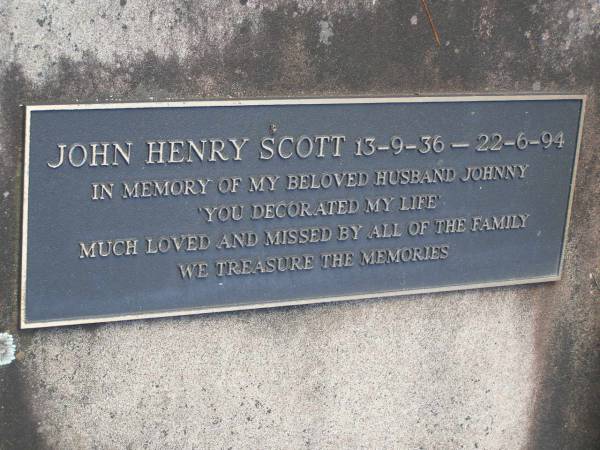 JOHN HENRY SCOTT 13-9-36 — 22-6-94
IN MEMORY OF MY BELOVED HUSBAND JOHNNY
'YOU DECORATED MY LIFE'
MUCH LOVED AND MISSED BY ALL OF THE FAMILY
WE TREASURE THE MEMORIES